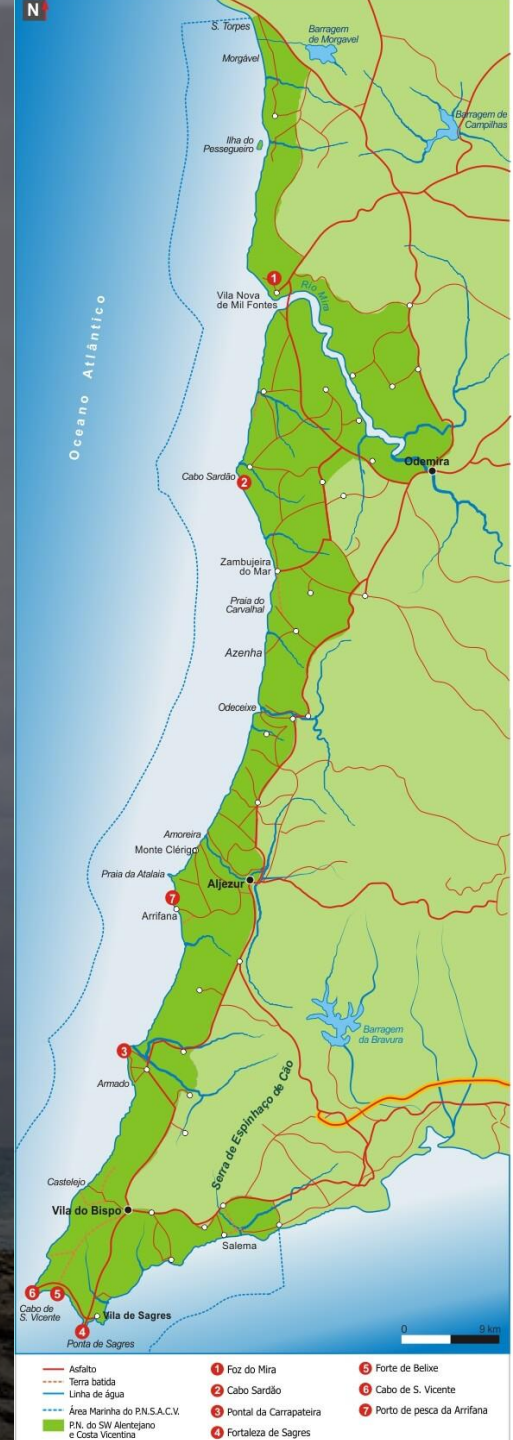 N
S. Torpes
Barragem
de Morgavel
Morgável
Barragem de
Campilhas
Ilha do
Pessegueiro
1
Rio Mira
Vila Nova
de Mil Fontes
Oceano Atlântico
Odemira
Cabo Sardão
2
Zambujeira
do Mar
Praia do
Carvalhal
Azenha
Odeceixe
Amoreira
Monte Clérigo
Praia da Atalaia
Aljezur
7
Arrifana
Barragem
da Bravura
3
Armado
Serra de Espinhaço de Cão
Castelejo
Vila do Bispo
Salema
6
5
Cabo de
S. Vicente
Vila de Sagres
4
Ponta de Sagres
0 9 km
Asfalto
Terra batida
Linha de água
Área Marinha do P.N.S.A.C.V.
P.N. do SW Alentejano
e Costa Vicentina
1 Foz do Mira
2 Cabo Sardão
3 Pontal da Carrapateira
4 Fortaleza de Sagres
5 Forte de Belixe
6 Cabo de S. Vicente
7 Porto de pesca da Arrifana